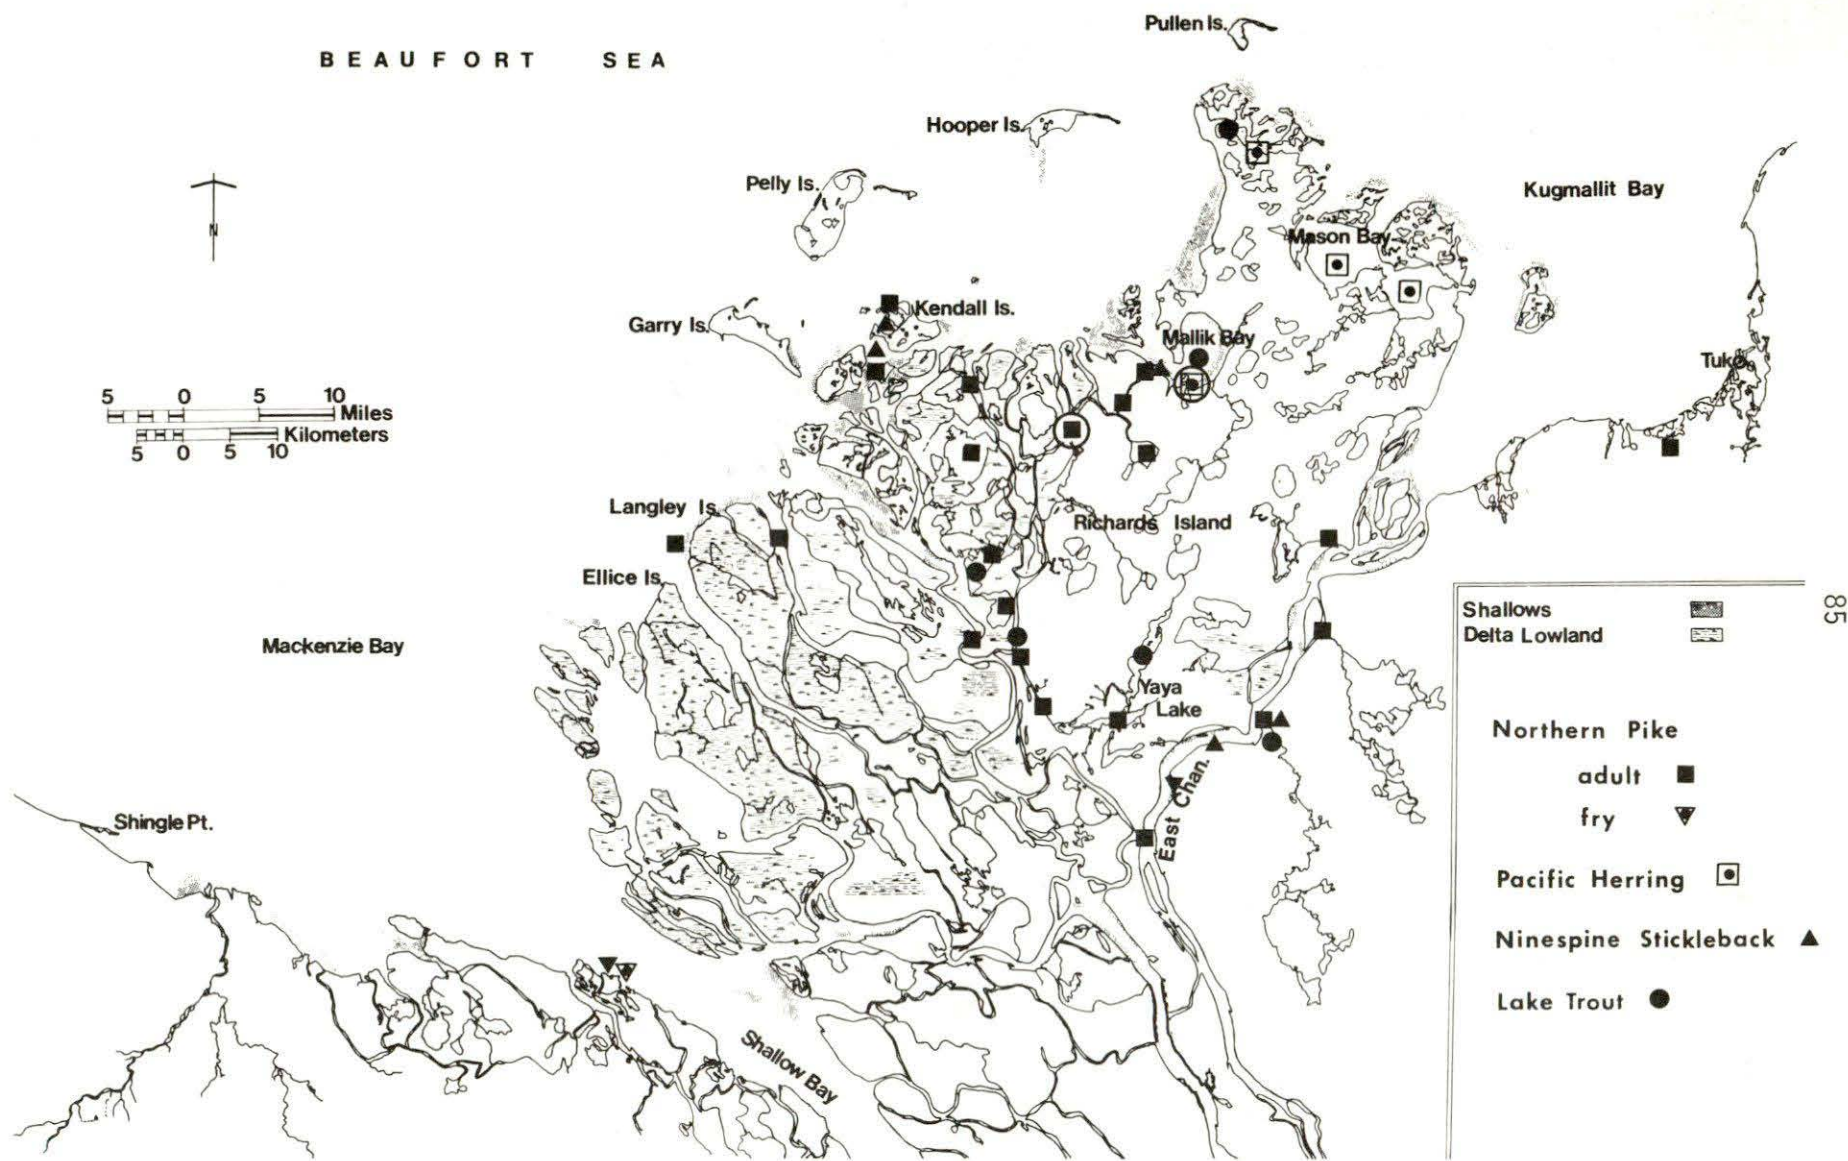 Pullen Is.
BEAUFORT SEA
Hooper Is.
Pelly Is.
Kugmallit Bay
N
Mason Bay
Kendall Is.
Garry Is.
Mallik Bay
Tuk
5 0 5 10
Miles
Kilometers
5 0 5 10
Langley Is.
Richards Island
Ellice Is.
Mackenzie Bay
Yaya
Lake
East Chan.
Shingle Pt.
Shallow Bay
Shallows
Delta Lowland
Northern Pike
adult
fry
Pacific Herring
Ninespine Stickleback
Lake Trout
85